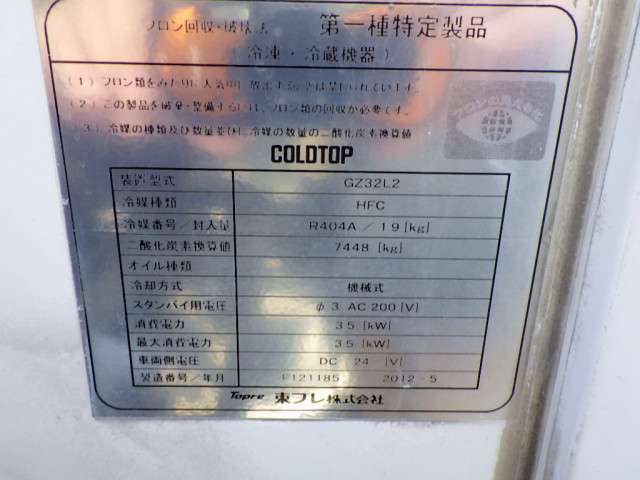 フロン回収・破壊法 第一種特定製品
(冷凍・冷蔵機器)
(1)フロン類をみだりに大気中に放出することは禁じられています。
(2)この製品を廃棄・整備する場合は、フロン類の回収が必要です。
(3)冷媒の種類及び数量並びに冷媒の数量の二酸化炭素換算値
フロンの見える化
COLDTOP
装置型式 GZ32L2
冷媒種類 HFC
冷媒番号/封入量 R404A / 1.9 [kg]
二酸化炭素換算値 7448 [kg]
オイル種類
冷却方式 機械式
スタンバイ用電圧 φ3 AC 200 [V]
消費電力 3.5 [kW]
最大消費電力 3.5 [kW]
車両側電圧 DC 24 [V]
製造番号/年月 F121185 2012-5
Topre 東プレ株式会社